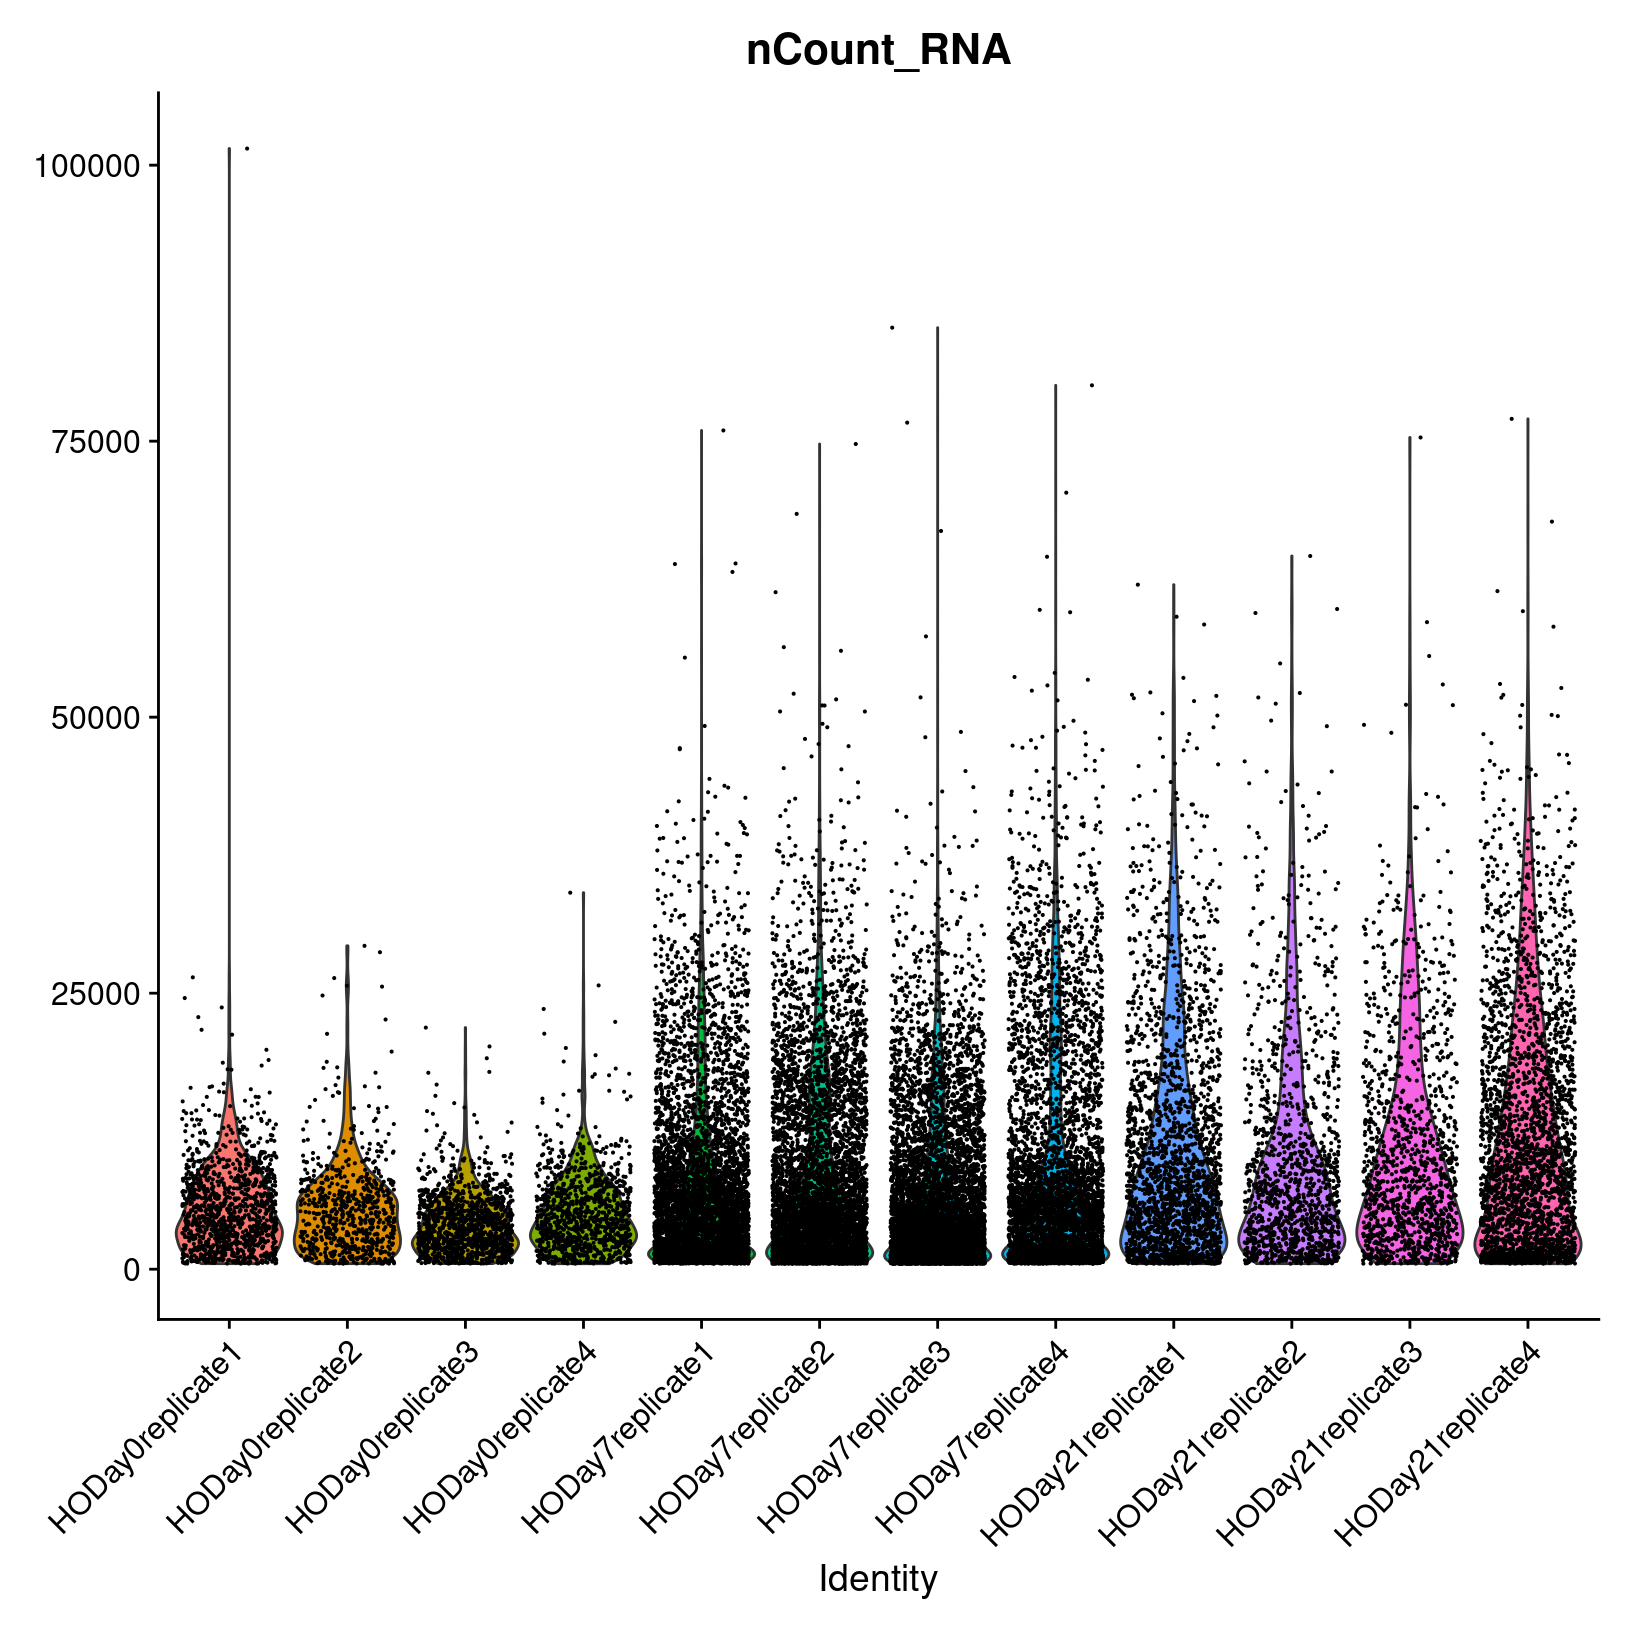 nCount_RNA
100000
75000
50000
25000
0
HODay0replicate1
HODay0replicate2
HODay0replicate3
HODay0replicate4
HODay7replicate1
HODay7replicate2
HODay7replicate3
HODay7replicate4
HODay21replicate1
HODay21replicate2
HODay21replicate3
HODay21replicate4
Identity